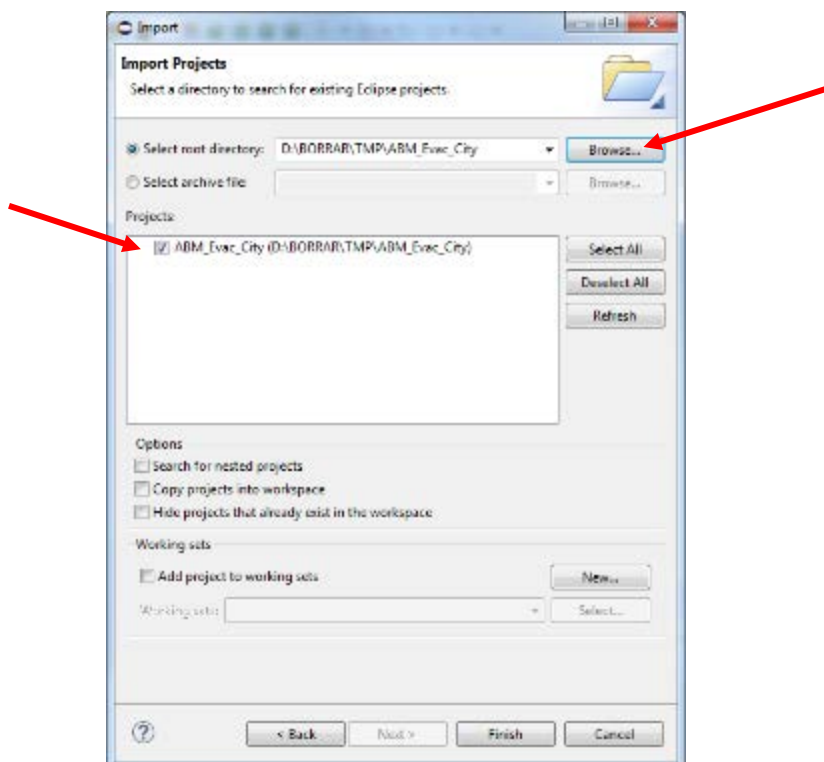 Import
Import Projects
Select a directory to search for existing Eclipse projects.
Select root directory: D:\BORRAR\TMP\ABM_Evac_City Browse...
Select archive file: Browse...
Projects:
ABM_Evac_City (D:\BORRAR\TMP\ABM_Evac_City)
Select All
Deselect All
Refresh
Options
Search for nested projects
Copy projects into workspace
Hide projects that already exist in the workspace
Working sets
Add project to working sets New...
Working sets: Select...
? < Back Next > Finish Cancel